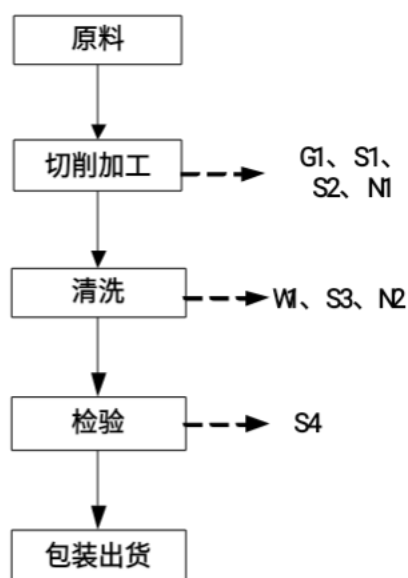 原料
切削加工
G1、S1、
S2、N1
清洗
W1、S3、N2
检验
S4
包装出货